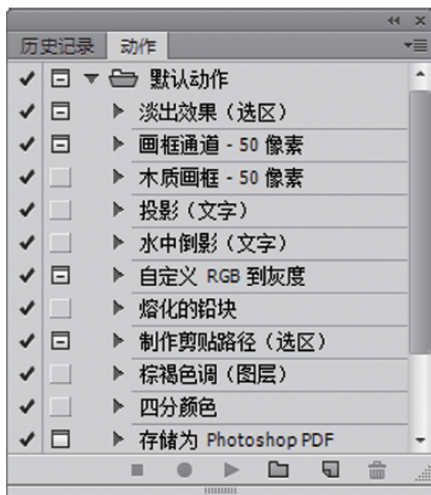 历史记录 动作
默认动作
淡出效果（选区）
画框通道 - 50 像素
木质画框 - 50 像素
投影（文字）
水中倒影（文字）
自定义 RGB 到灰度
熔化的铅块
制作剪贴路径（选区）
棕褐色调（图层）
四分颜色
存储为 Photoshop PDF